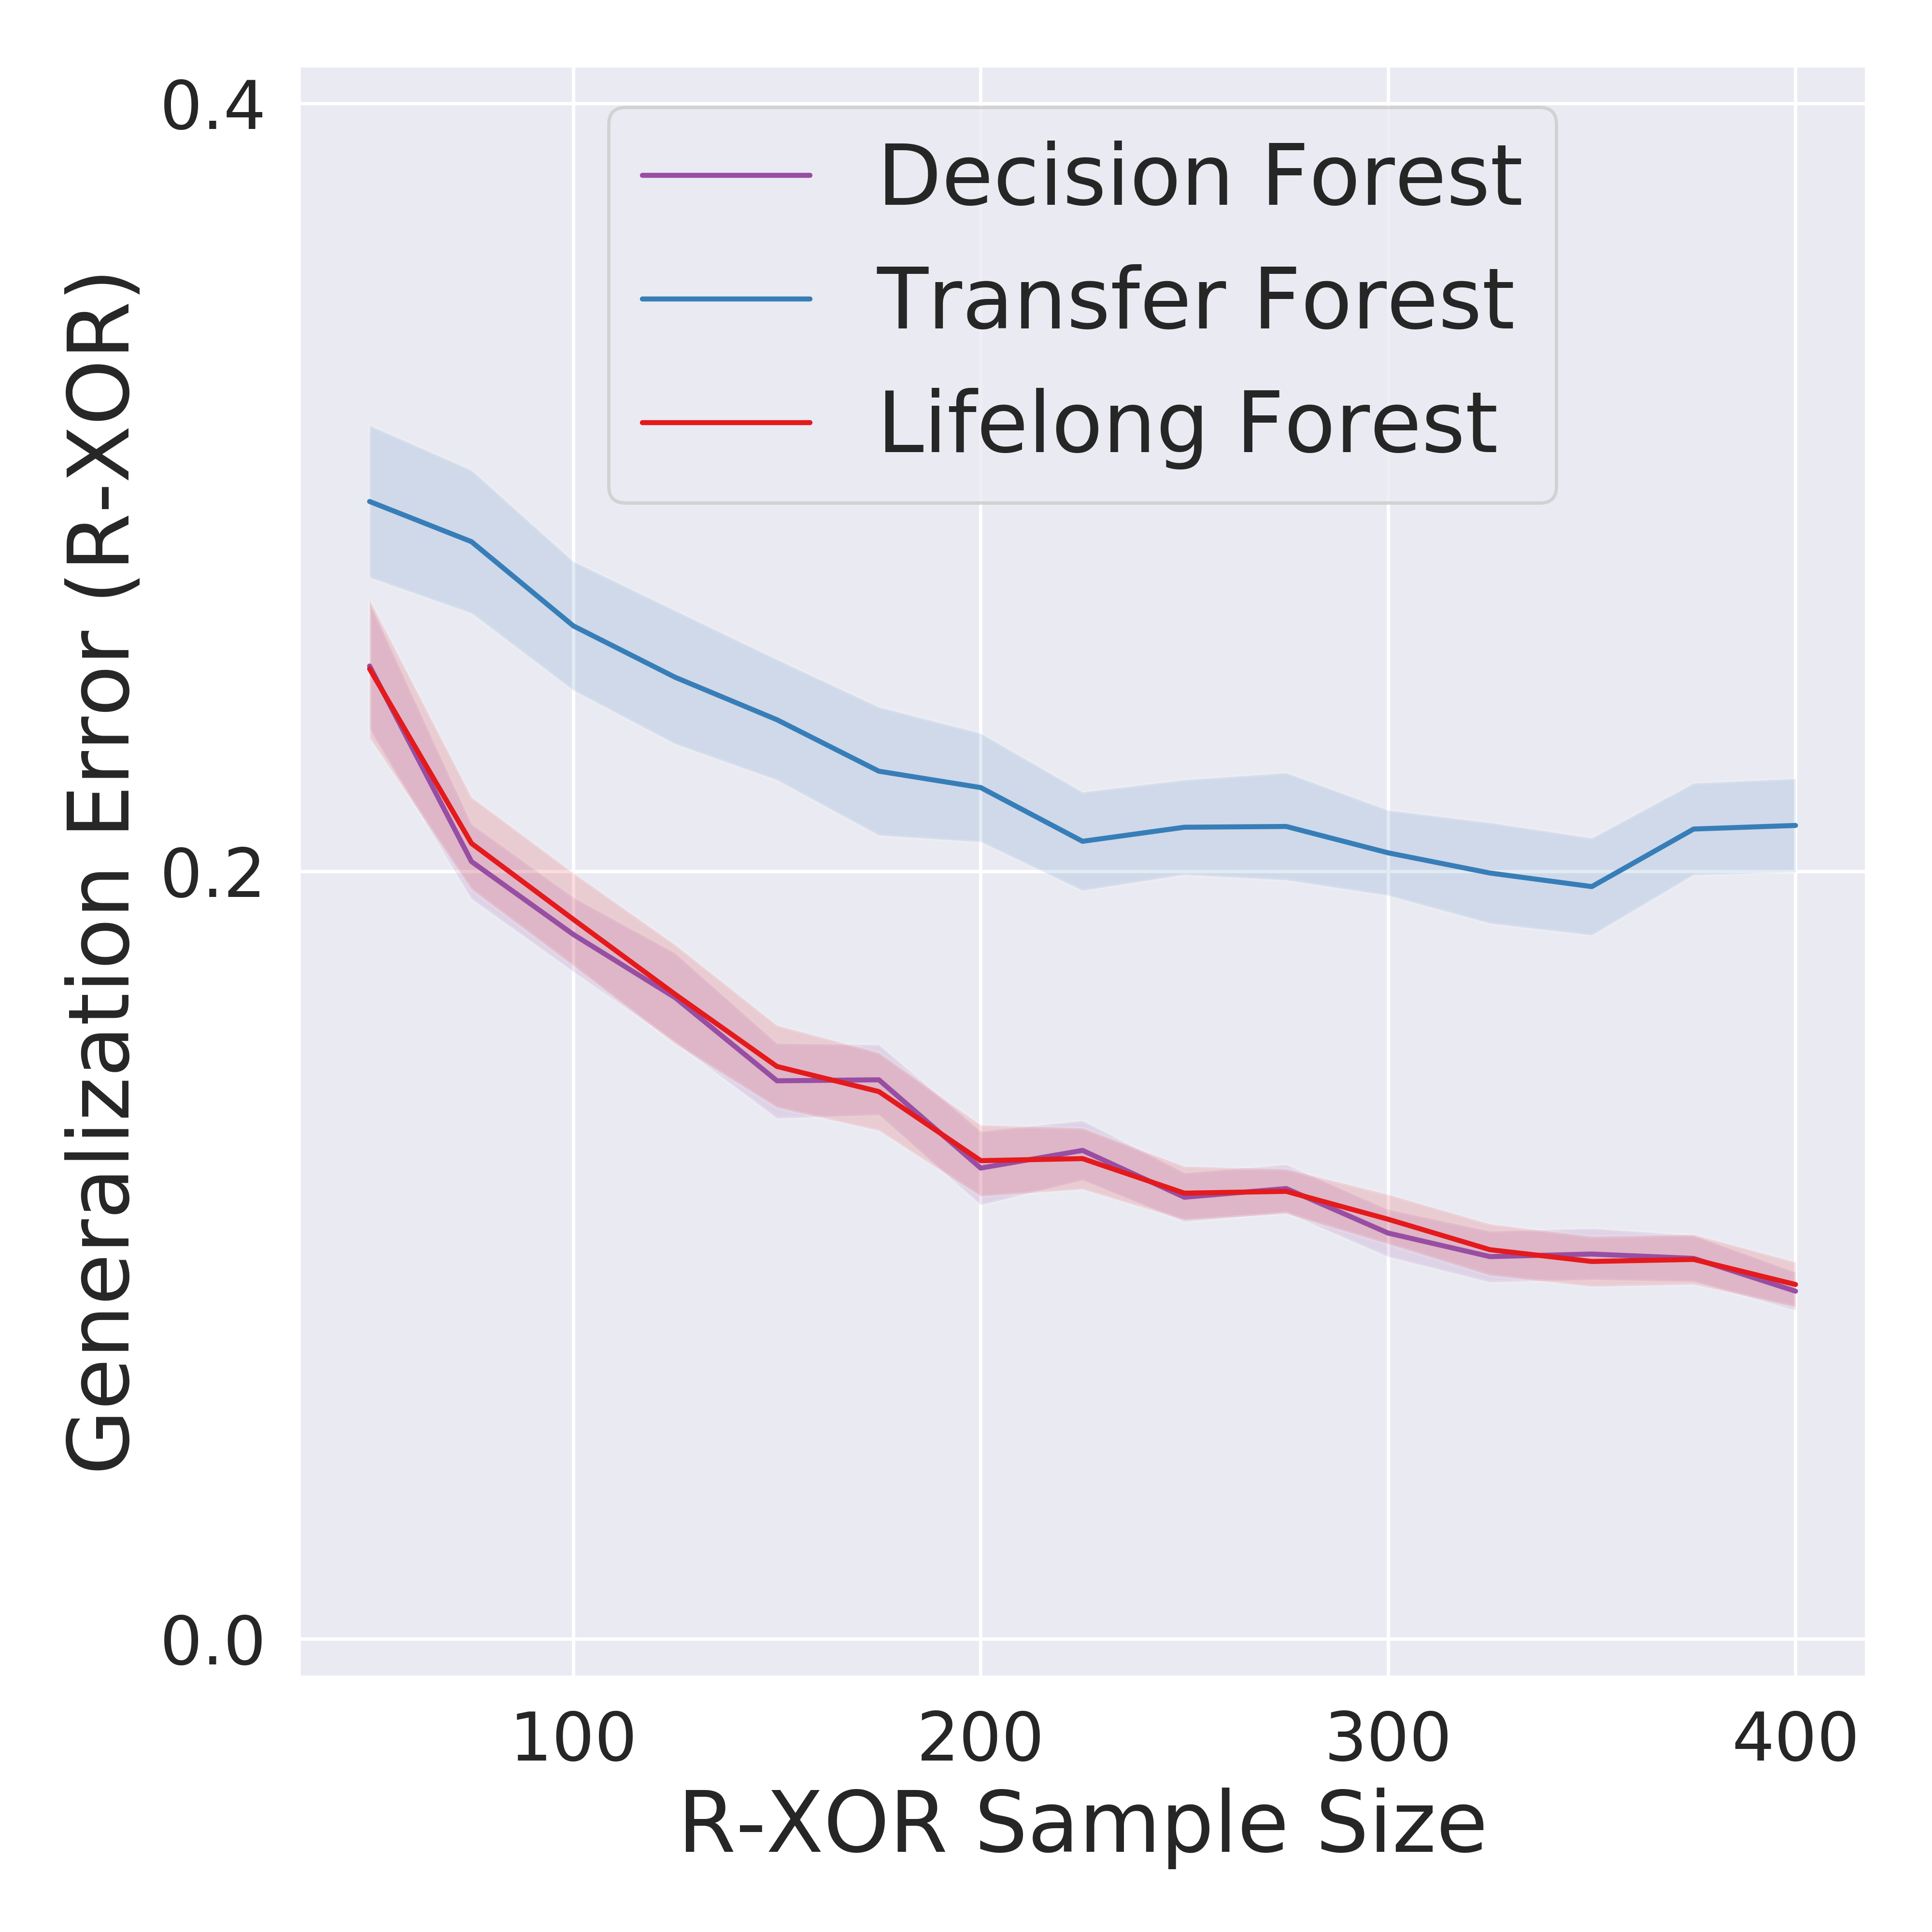 Generalization Error (R-XOR)
0.4
0.2
0.0
Decision Forest
Transfer Forest
Lifelong Forest
100 200 300 400
R-XOR Sample Size